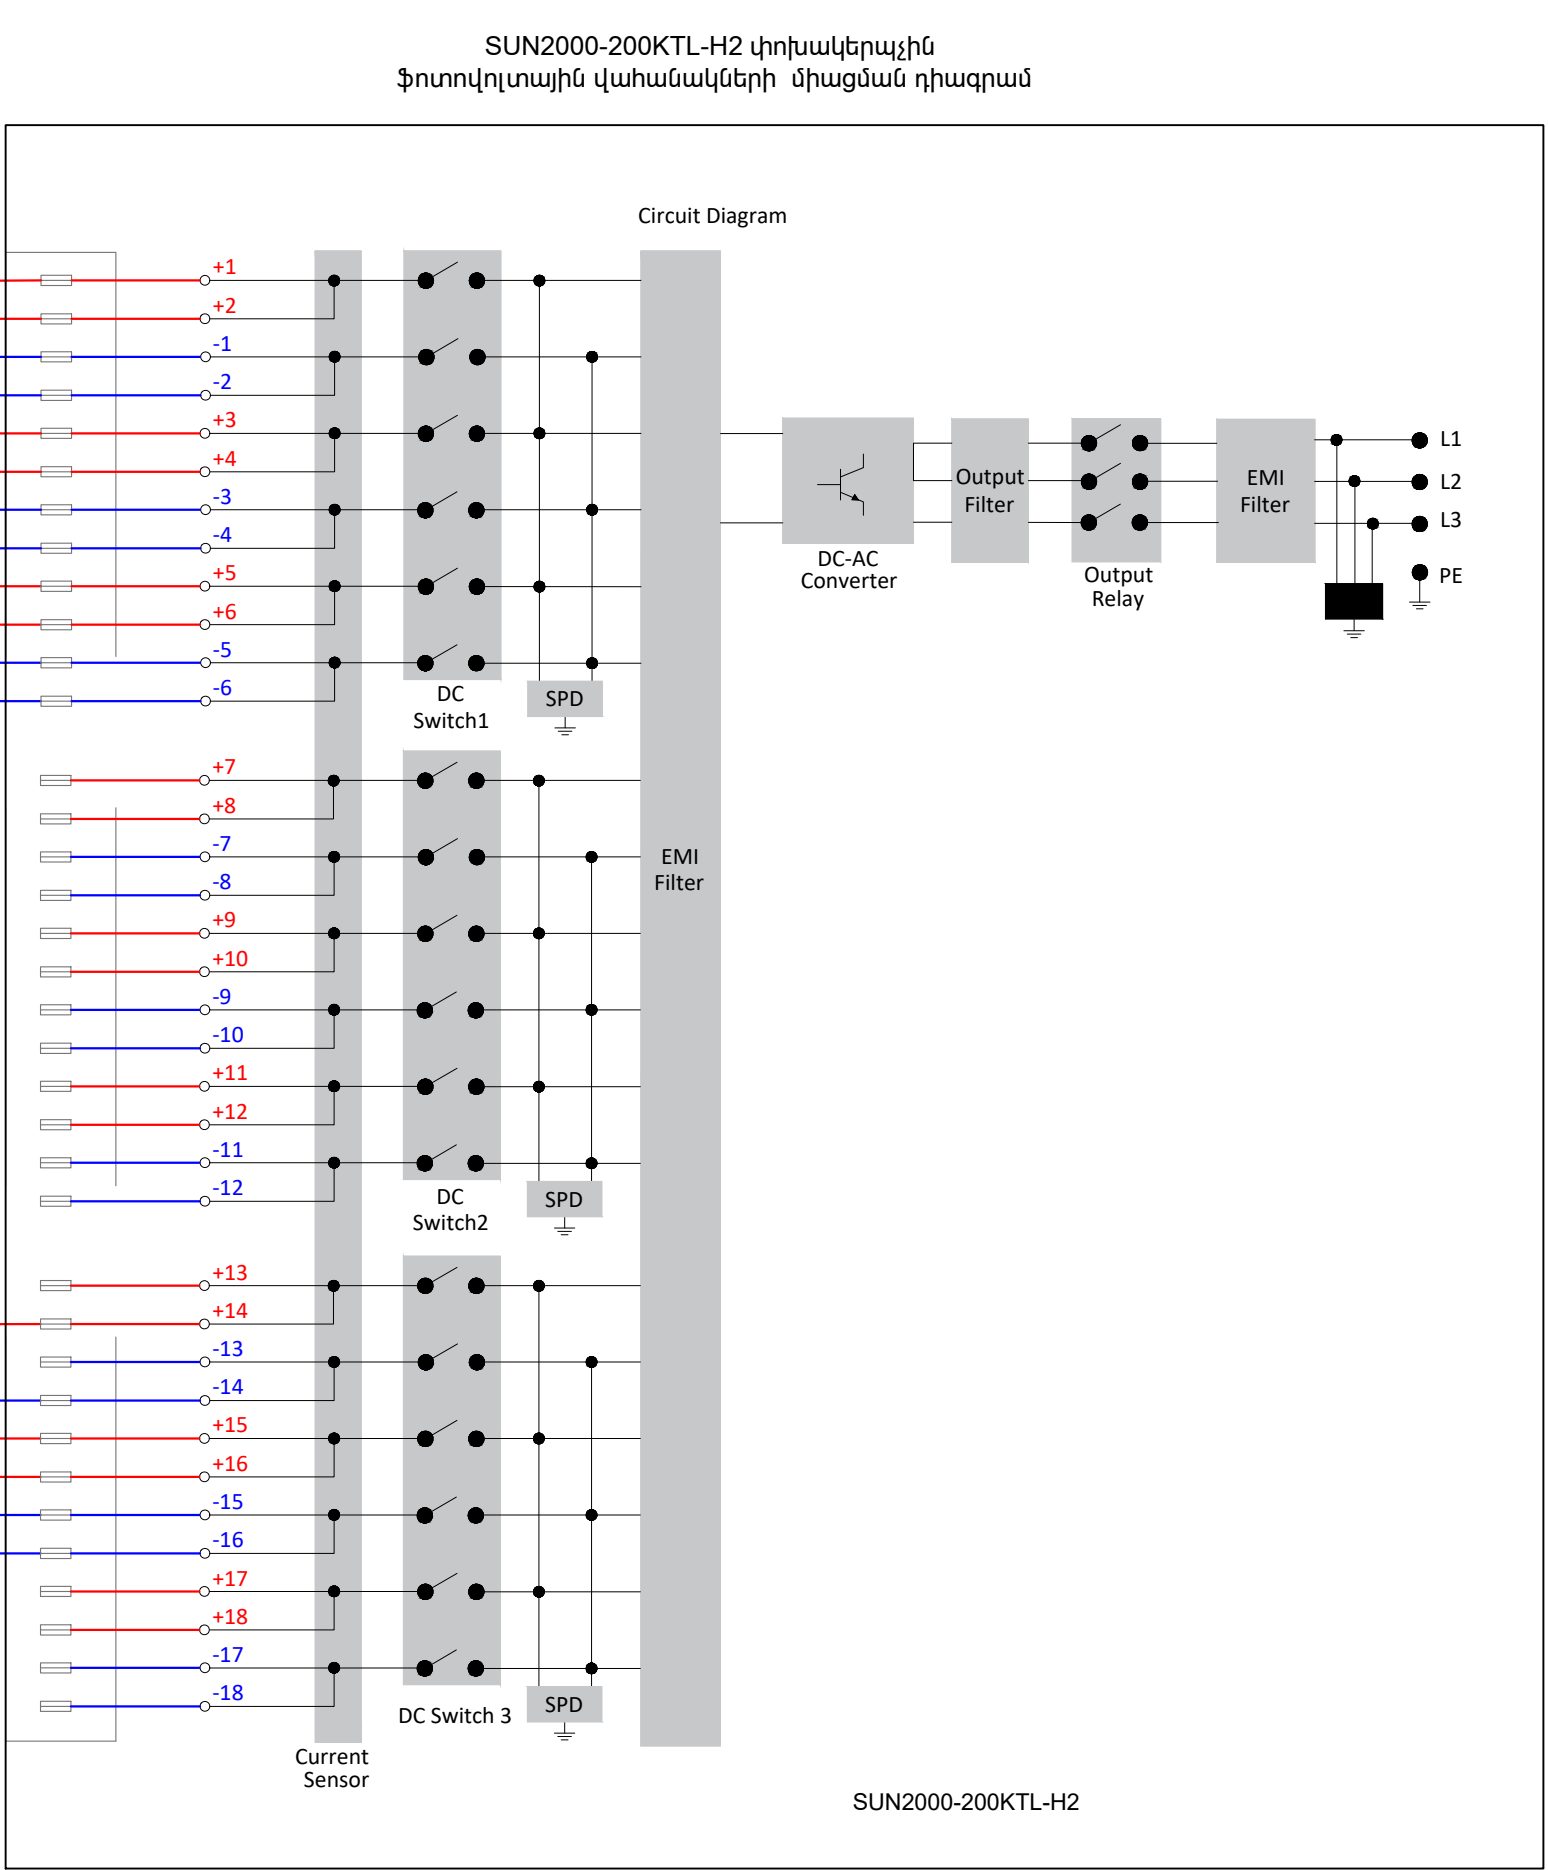 SUN2000-200KTL-H2 փոխակերպչին
ֆոտովոլտային վահանակների միացման դիագրամ
Circuit Diagram
+1
+2
-1
-2
+3
+4
-3
-4
+5
+6
-5
-6
DC
Switch1
SPD
+7
+8
-7
-8
+9
+10
-9
-10
+11
+12
-11
-12
DC
Switch2
SPD
+13
+14
-13
-14
+15
+16
-15
-16
+17
+18
-17
-18
DC Switch 3
SPD
Current
Sensor
EMI
Filter
DC-AC
Converter
Output
Filter
Output
Relay
EMI
Filter
L1
L2
L3
PE
SUN2000-200KTL-H2